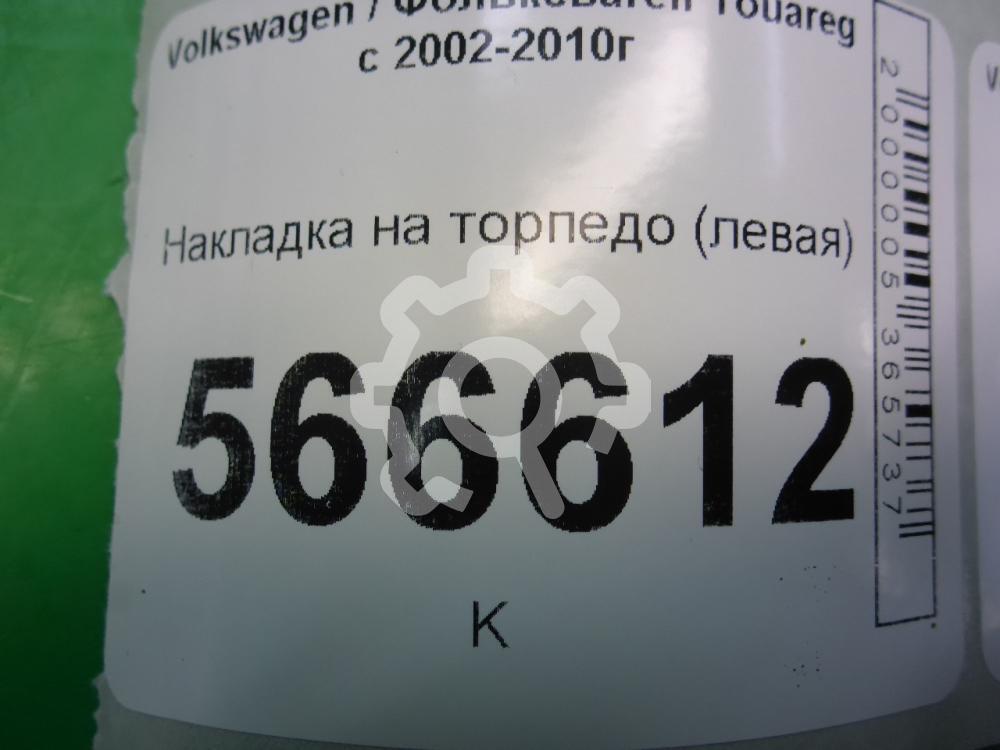 Volkswagen / Фольксваген Touareg
с 2002-2010г
Накладка на торпедо (левая)
566612
К
2000005365737